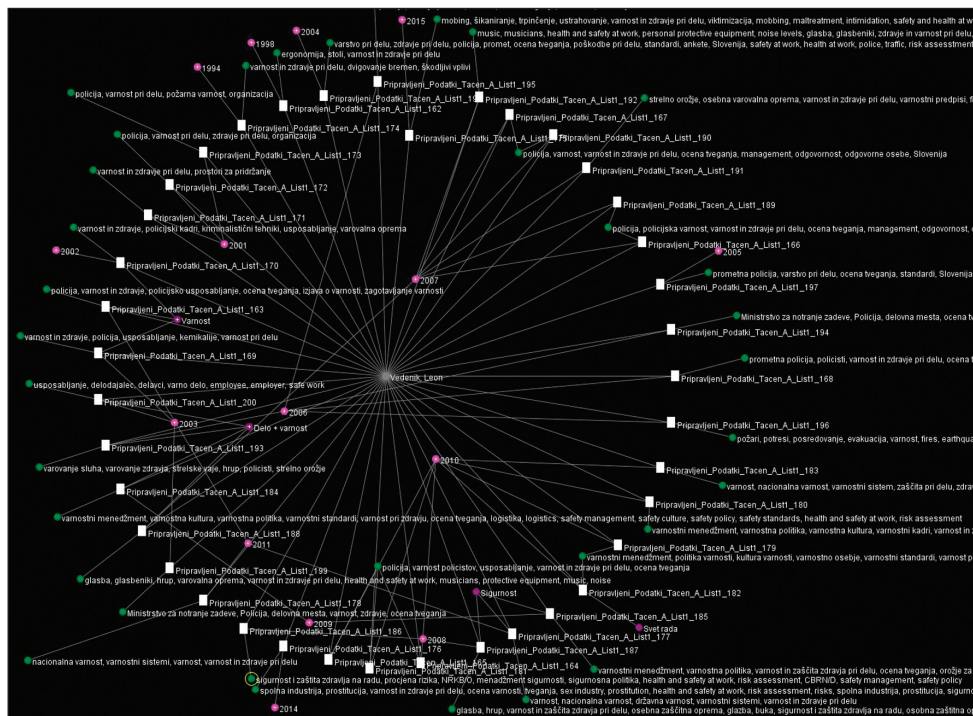 2015
mobing, šikaniranje, trpinčenje, ustrahovanje, varnost in zdravje pri delu, viktimizacija, mobbing, maltreatment, intimidation, safety and health at w
2004
music, musicians, health and safety at work, personal protective equipment, noise levels, glasba, glasbeniki, zdravje in var
1998
varstvo pri delu, zdravje pri delu, policija, promet, ocena tveganja, poškodbe pri delu, standardi, ankete, Slovenija, safety at work, health at work, police, traffic, risk assessment
ergonomija, stoli, varnost in zdravje pri delu
1994
varnost in zdravje pri delu, dvigovanje bremen, škodljivi vplivi
Pripravljeni_Podatki_Tacen_A_List1_195
policija, varnost pri delu, požarna varnost, organizacija
Pripravljeni_Podatki_Tacen_A_List1_192
strelno orožje, osebna varovalna oprema, varnost in zdravje pri delu, varnostni predpisi, f
Pripravljeni_Podatki_Tacen_A_List1_162
Pripravljeni_Podatki_Tacen_A_List1_167
Pripravljeni_Podatki_Tacen_A_List1_174
policija, varnost pri delu, zdravje pri delu, organizacija
Pripravljeni_Podatki_Tacen_A_List1_190
Pripravljeni_Podatki_Tacen_A_List1_173
policija, varnost, varnost in zdravje pri delu, ocena tveganja, management, odgovornost, odgovorne osebe, Slovenija
varnost in zdravje pri delu, prostori za pridržanje
Pripravljeni_Podatki_Tacen_A_List1_191
Pripravljeni_Podatki_Tacen_A_List1_172
Pripravljeni_Podatki_Tacen_A_List1_189
Pripravljeni_Podatki_Tacen_A_List1_171
varnost in zdravje, policijski kadri, kriminalistični tehniki, usposabljanje, varovalna oprema
policija, policijska varnost, varnost in zdravje pri delu, ocena tveganja, management, odgovornost, o
2001
Pripravljeni_Podatki_Tacen_A_List1_166
2002
2005
Pripravljeni_Podatki_Tacen_A_List1_170
prometna policija, varstvo pri delu, ocena tveganja, standardi, Slovenija
2007
Pripravljeni_Podatki_Tacen_A_List1_197
policija, varnost in zdravje, policijsko usposabljanje, ocena tveganja, izjava o varnosti, zagotavljanje varnosti
Pripravljeni_Podatki_Tacen_A_List1_163
Ministrstvo za notranje zadeve, Policija, delovna mesta, ocena tv
Varnost
Pripravljeni_Podatki_Tacen_A_List1_194
varnost in zdravje, policija, usposabljanje, kemikalije, varnost pri delu
Pripravljeni_Podatki_Tacen_A_List1_169
prometna policija, policisti, varnost in zdravje pri delu, ocena t
Vedenik, Leon
Pripravljeni_Podatki_Tacen_A_List1_168
usposabljanje, delodajalec, delavci, varno delo, employee, employer, safe work
Pripravljeni_Podatki_Tacen_A_List1_200
2006
2003
Delo + varnost
Pripravljeni_Podatki_Tacen_A_List1_196
požari, potresi, posredovanje, evakuacija, varnost, fires, earthqua
Pripravljeni_Podatki_Tacen_A_List1_193
2010
varovanje sluha, varovanje zdravja, strelske vaje, hrup, policisti, strelno orožje
Pripravljeni_Podatki_Tacen_A_List1_183
varnost, nacionalna varnost, varnostni sistem, zaščita pri delu, zdrav
Pripravljeni_Podatki_Tacen_A_List1_184
Pripravljeni_Podatki_Tacen_A_List1_180
varnostni menedžment, varnostna kultura, varnostna politika, varnostni standardi, varnost pri zdravju, ocena tveganja, logistika, logistics, safety management, safety culture, safety policy, safety standards, health and safety at work, risk assessment
varnostni menedžment, varnostna politika, varnostna kultura, varnostni kadri, varnost in z
Pripravljeni_Podatki_Tacen_A_List1_188
2011
Pripravljeni_Podatki_Tacen_A_List1_179
varnostni menedžment, politika varnosti, kultura varnosti, varnostno osebje, varnostni standardi, varnost p
policija, varnost policistov, usposabljanje, varnost in zdravje pri delu, ocena tveganja
Pripravljeni_Podatki_Tacen_A_List1_199
glasba, glasbeniki, hrup, varovalna oprema, varnost in zdravje pri delu, health and safety at work, musicians, protective equipment, music, noise
Sigurnost
Pripravljeni_Podatki_Tacen_A_List1_182
Pripravljeni_Podatki_Tacen_A_List1_178
Ministrstvo za notranje zadeve, Policija, delovna mesta, varnost, zdravje, ocena tveganja
Pripravljeni_Podatki_Tacen_A_List1_185
2009
Svet rada
Pripravljeni_Podatki_Tacen_A_List1_186
Pripravljeni_Podatki_Tacen_A_List1_177
2008
Pripravljeni_Podatki_Tacen_A_List1_176
Pripravljeni_Podatki_Tacen_A_List1_187
nacionalna varnost, varnostni sistemi, varnost, varnost in zdravje pri delu
Pripravljeni_Podatki_Tacen_A_List1_164
Pripravljeni_Podatki_Tacen_A_List1_181
varnostni menedžment, varnostna politika, varnost in zaščita zdravja pri delu, ocena tveganja, orožje za
sigurnost i zaštita zdravlja na radu, procjena rizika, NRKB/O, menadžment sigurnosti, sigurnosna politika, health and safety at work, risk assessment, CBRN/D, safety management, safety policy
spolna industrija, prostitucija, varnost in zdravje pri delu, ocena varnosti, tveganja, sex industry, prostitution, health and safety at work, risk assessment, risks, spolna industrija, prostitucija, sigurno
varnost, nacionalna varnost, državna varnost, varnostni sistemi, varnost in zdravje pri delu
2014
glasba, hrup, varnost in zaščita zdravja pri delu, osebna zaščitna oprema, glazba, buka, sigurnost i zaštita zdravlja na radu, osobna zaštitna o